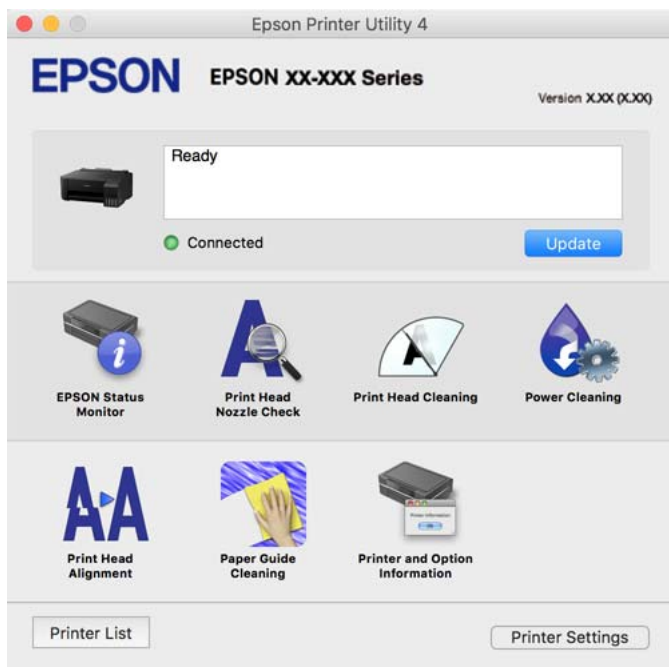 Epson Printer Utility 4
EPSON
EPSON XX-XXX Series
Version X.XX (X.XX)
Ready
Connected
Update
EPSON Status
Monitor
Print Head
Nozzle Check
Print Head Cleaning
Power Cleaning
Print Head
Alignment
Paper Guide
Cleaning
Printer and Option
Information
Printer List
Printer Settings